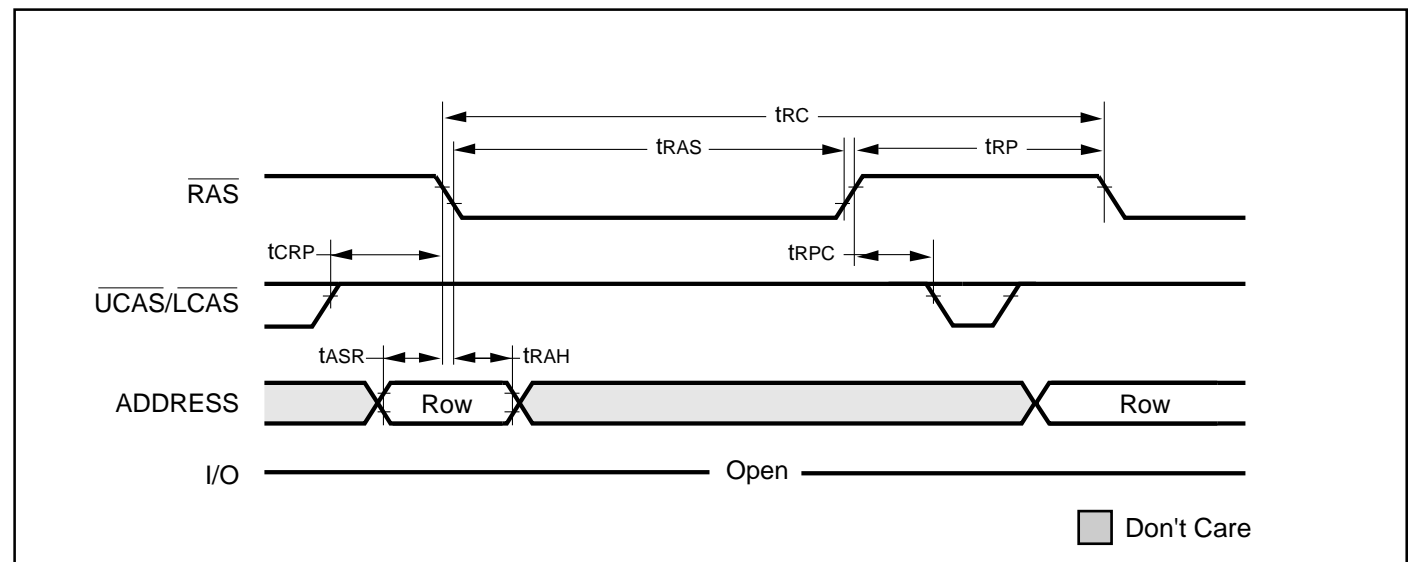 tRC
tRAS
tRP
RAS
tCRP
tRPC
UCAS/LCAS
tASR
tRAH
ADDRESS
Row
Row
I/O
Open
Don't Care